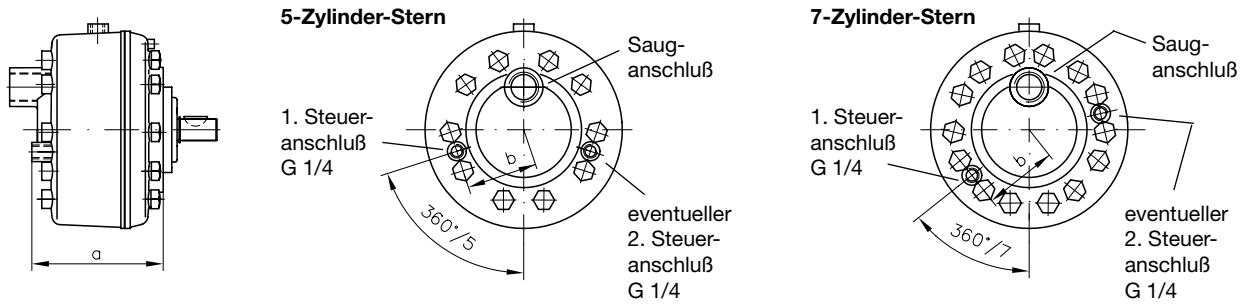 5-Zylinder-Stern
7-Zylinder-Stern
a
Saug-
anschluß
1. Steuer-
anschluß
G 1/4
b
360°/5
eventueller
2. Steuer-
anschluß
G 1/4
Saug-
anschluß
1. Steuer-
anschluß
G 1/4
b
360°/7
eventueller
2. Steuer-
anschluß
G 1/4